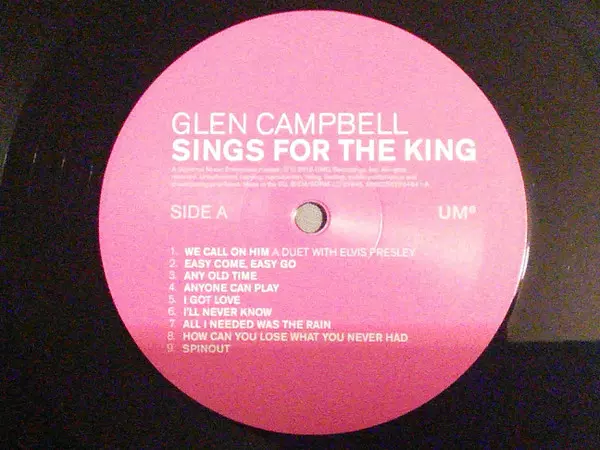 GLEN CAMPBELL
SINGS FOR THE KING
SIDE A
UMe
1. WE CALL ON HIM A DUET WITH ELVIS PRESLEY
2. EASY COME, EASY GO
3. ANY OLD TIME
4. ANYONE CAN PLAY
5. I GOT LOVE
6. I'LL NEVER KNOW
7. ALL I NEEDED WAS THE RAIN
8. HOW CAN YOU LOSE WHAT YOU NEVER HAD
9. SPINOUT